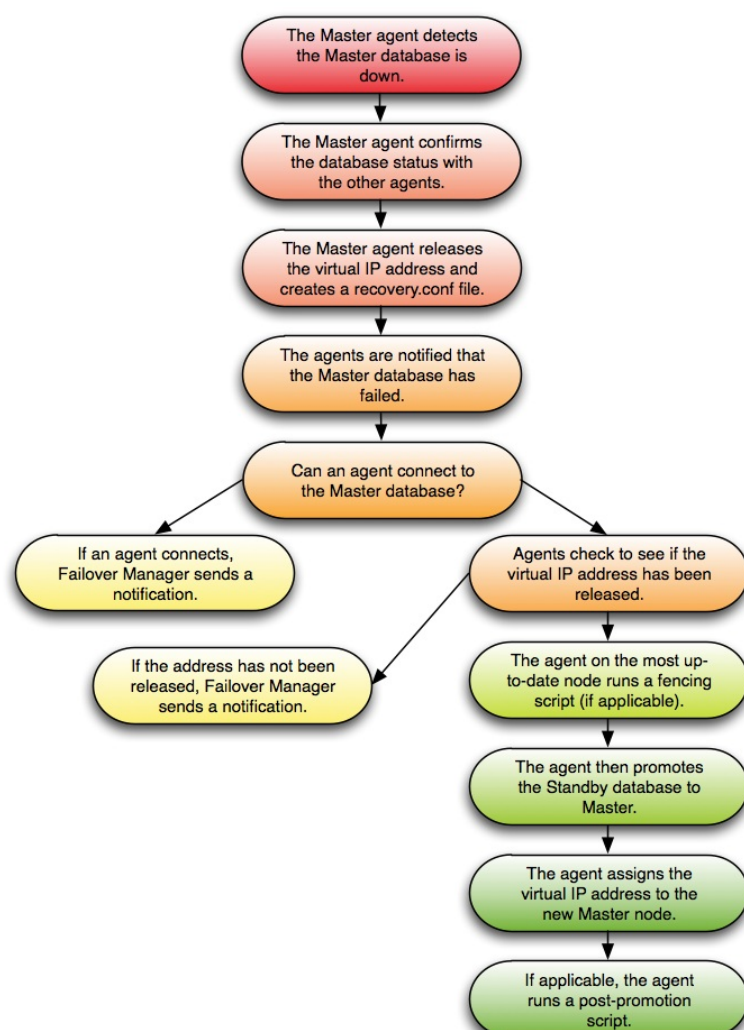 The Master agent detects
the Master database is
down.
The Master agent confirms
the database status with
the other agents.
The Master agent releases
the virtual IP address and
creates a recovery.conf file.
The agents are notified that
the Master database has
failed.
Can an agent connect to
the Master database?
If an agent connects,
Failover Manager sends a
notification.
Agents check to see if the
virtual IP address has been
released.
If the address has not been
released, Failover Manager
sends a notification.
The agent on the most up-
to-date node runs a fencing
script (if applicable).
The agent then promotes
the Standby database to
Master.
The agent assigns the
virtual IP address to the
new Master node.
If applicable, the agent
runs a post-promotion
script.